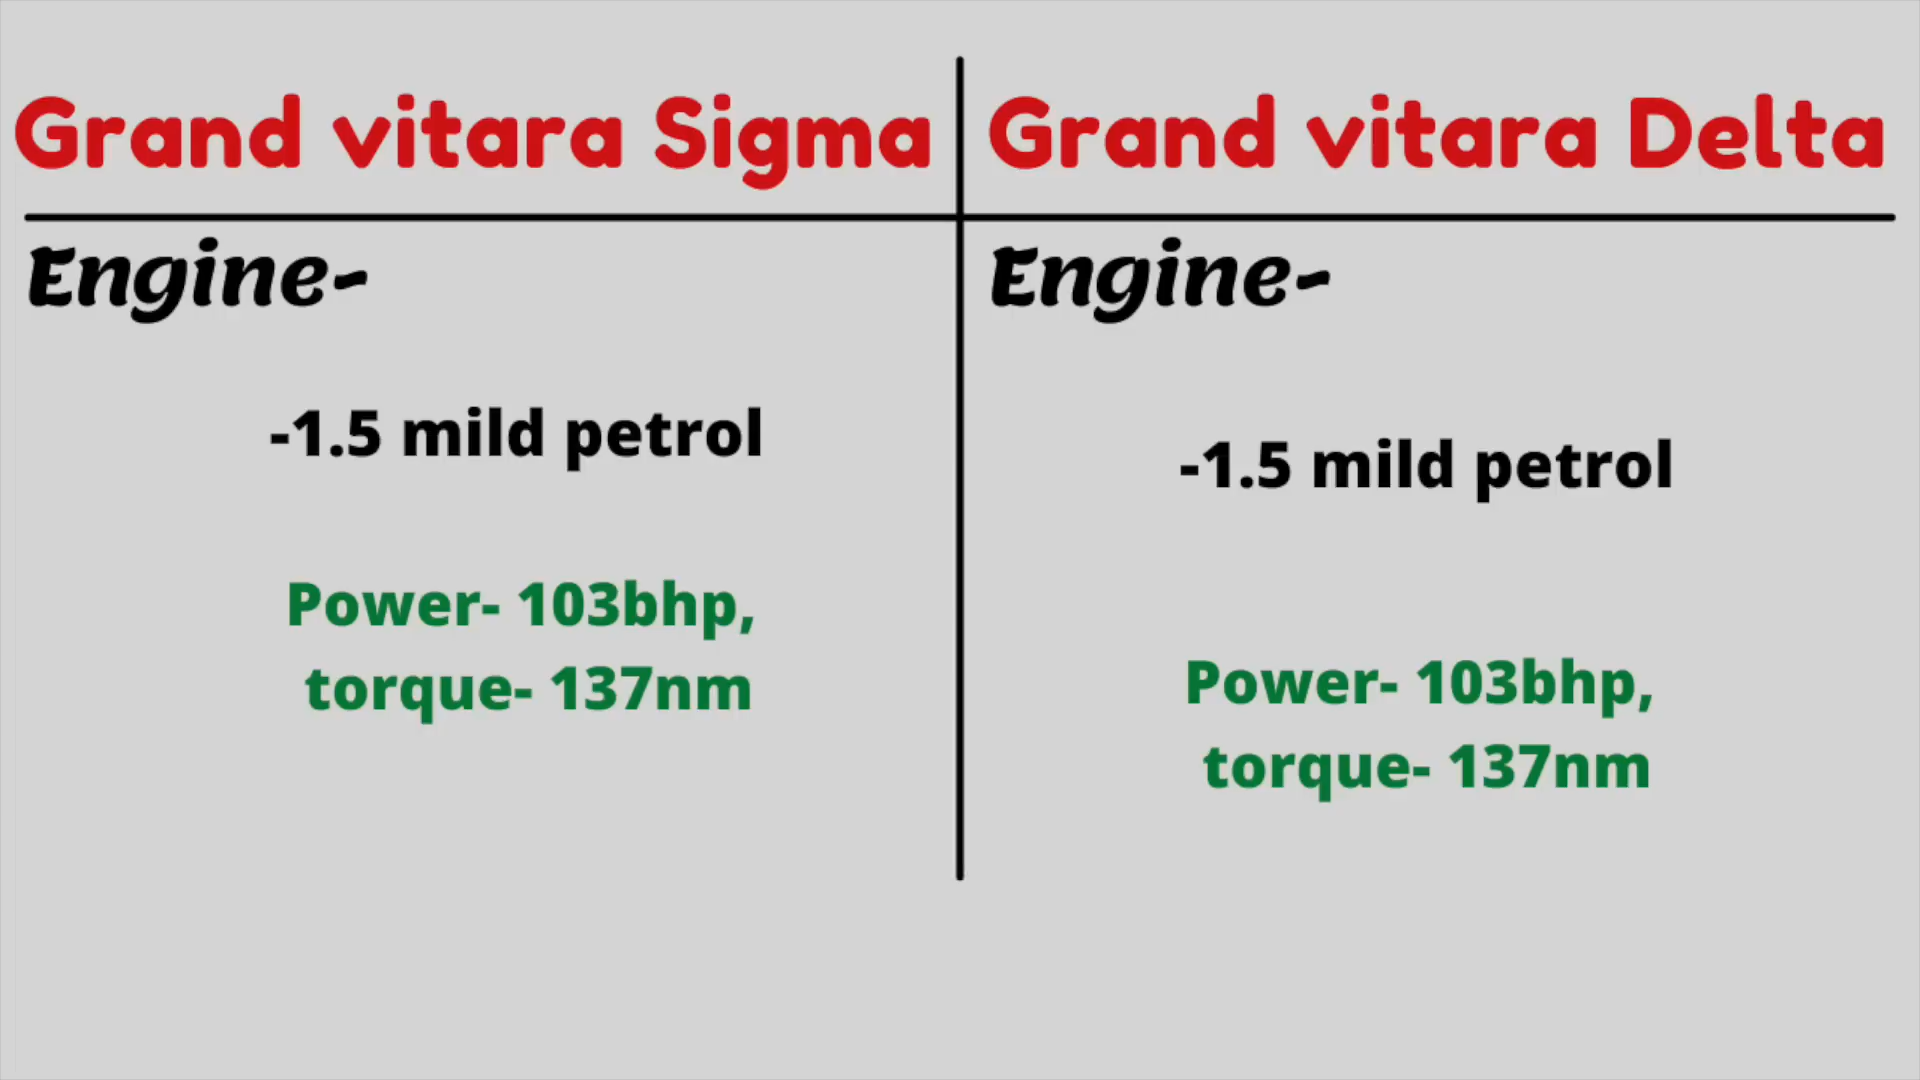 Grand vitara Sigma
Engine-
-1.5 mild petrol
Power- 103bhp,
torque- 137nm
Grand vitara Delta
Engine-
-1.5 mild petrol
Power- 103bhp,
torque- 137nm